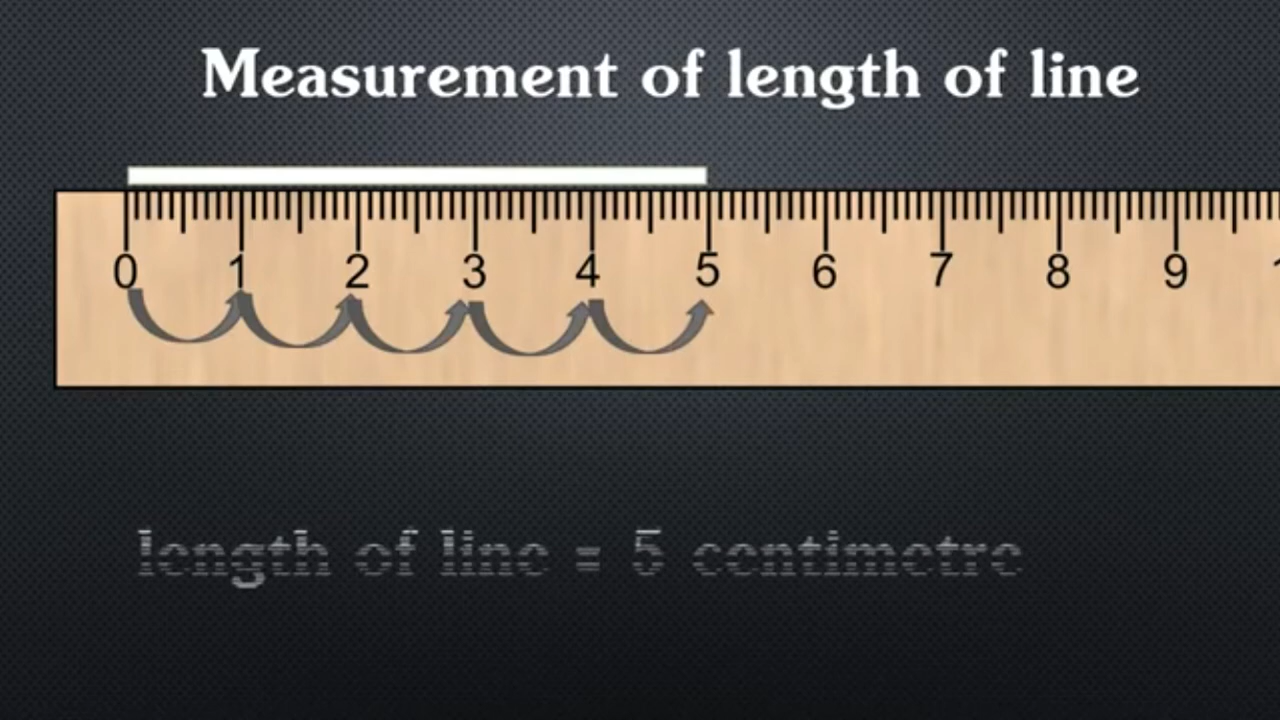 Measurement of length of line
0 1 2 3 4 5 6 7 8 9
length of line = 5 centimetre